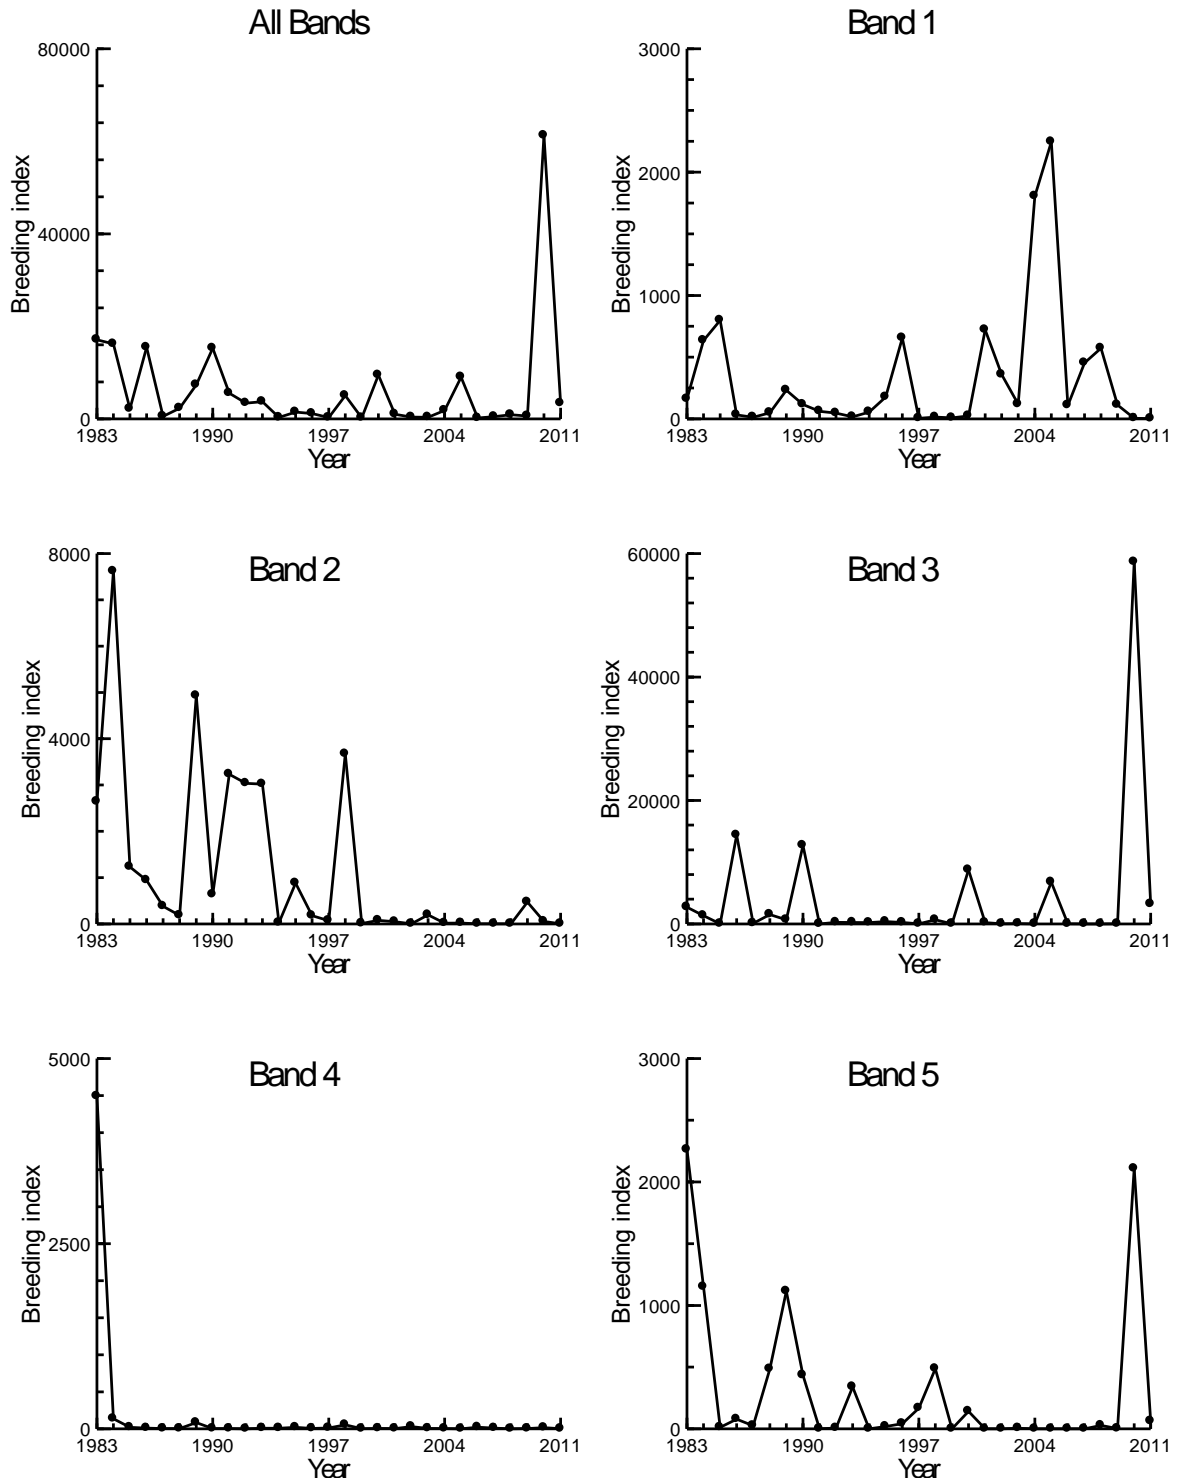 All Bands
80000
40000
0
Breeding index
1983 1990 1997 2004 2011
Year
Band 1
3000
2000
1000
0
Breeding index
1983 1990 1997 2004 2011
Year
Band 2
8000
4000
0
Breeding index
1983 1990 1997 2004 2011
Year
Band 3
60000
40000
20000
0
Breeding index
1983 1990 1997 2004 2011
Year
Band 4
5000
2500
0
Breeding index
1983 1990 1997 2004 2011
Year
Band 5
3000
2000
1000
0
Breeding index
1983 1990 1997 2004 2011
Year